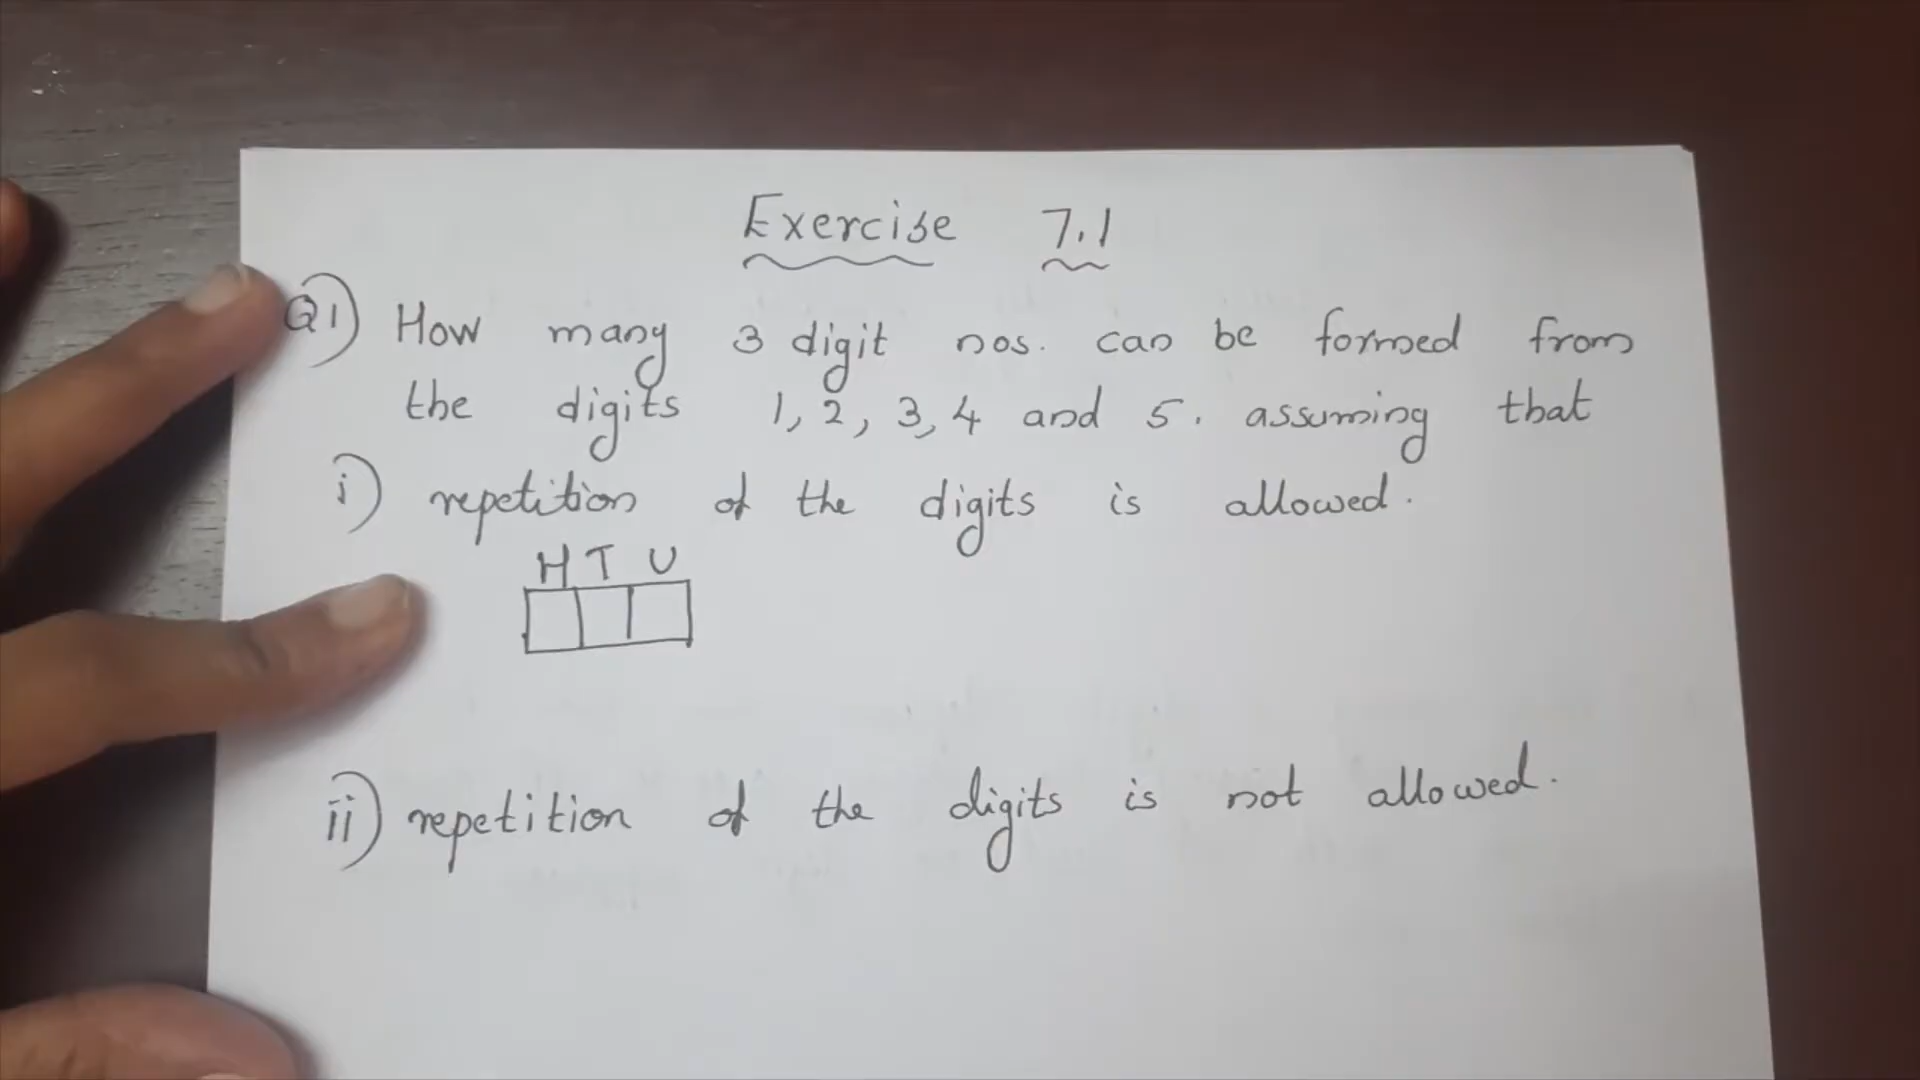 Exercise 7.1
Q1) How many 3 digit nos. can be formed from
the digits 1, 2, 3, 4 and 5. assuming that
i) repetition of the digits is allowed.
H T U
ii) repetition of the digits is not allowed.